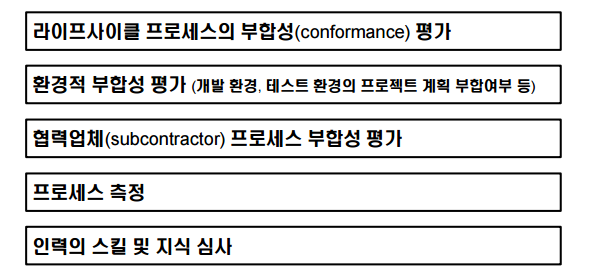 라이프사이클 프로세스의 부합성(conformance) 평가
환경적 부합성 평가 (개발 환경, 테스트 환경의 프로젝트 계획 부합여부 등)
협력업체(subcontractor) 프로세스 부합성 평가
프로세스 측정
인력의 스킬 및 지식 심사